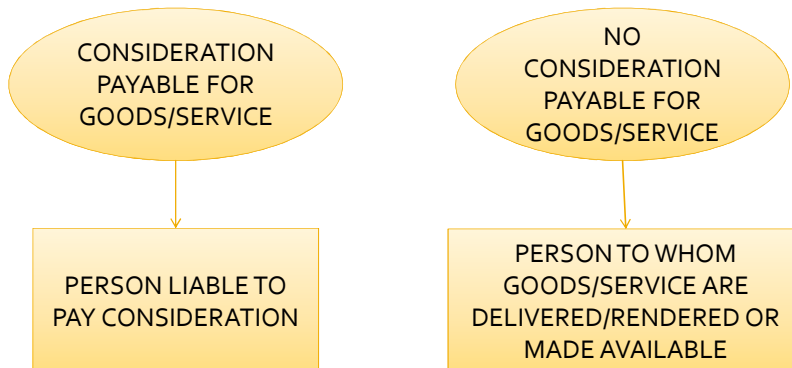 CONSIDERATION
PAYABLE FOR
GOODS/SERVICE
NO
CONSIDERATION
PAYABLE FOR
GOODS/SERVICE
PERSON LIABLE TO
PAY CONSIDERATION
PERSON TO WHOM
GOODS/SERVICE ARE
DELIVERED/RENDERED OR
MADE AVAILABLE